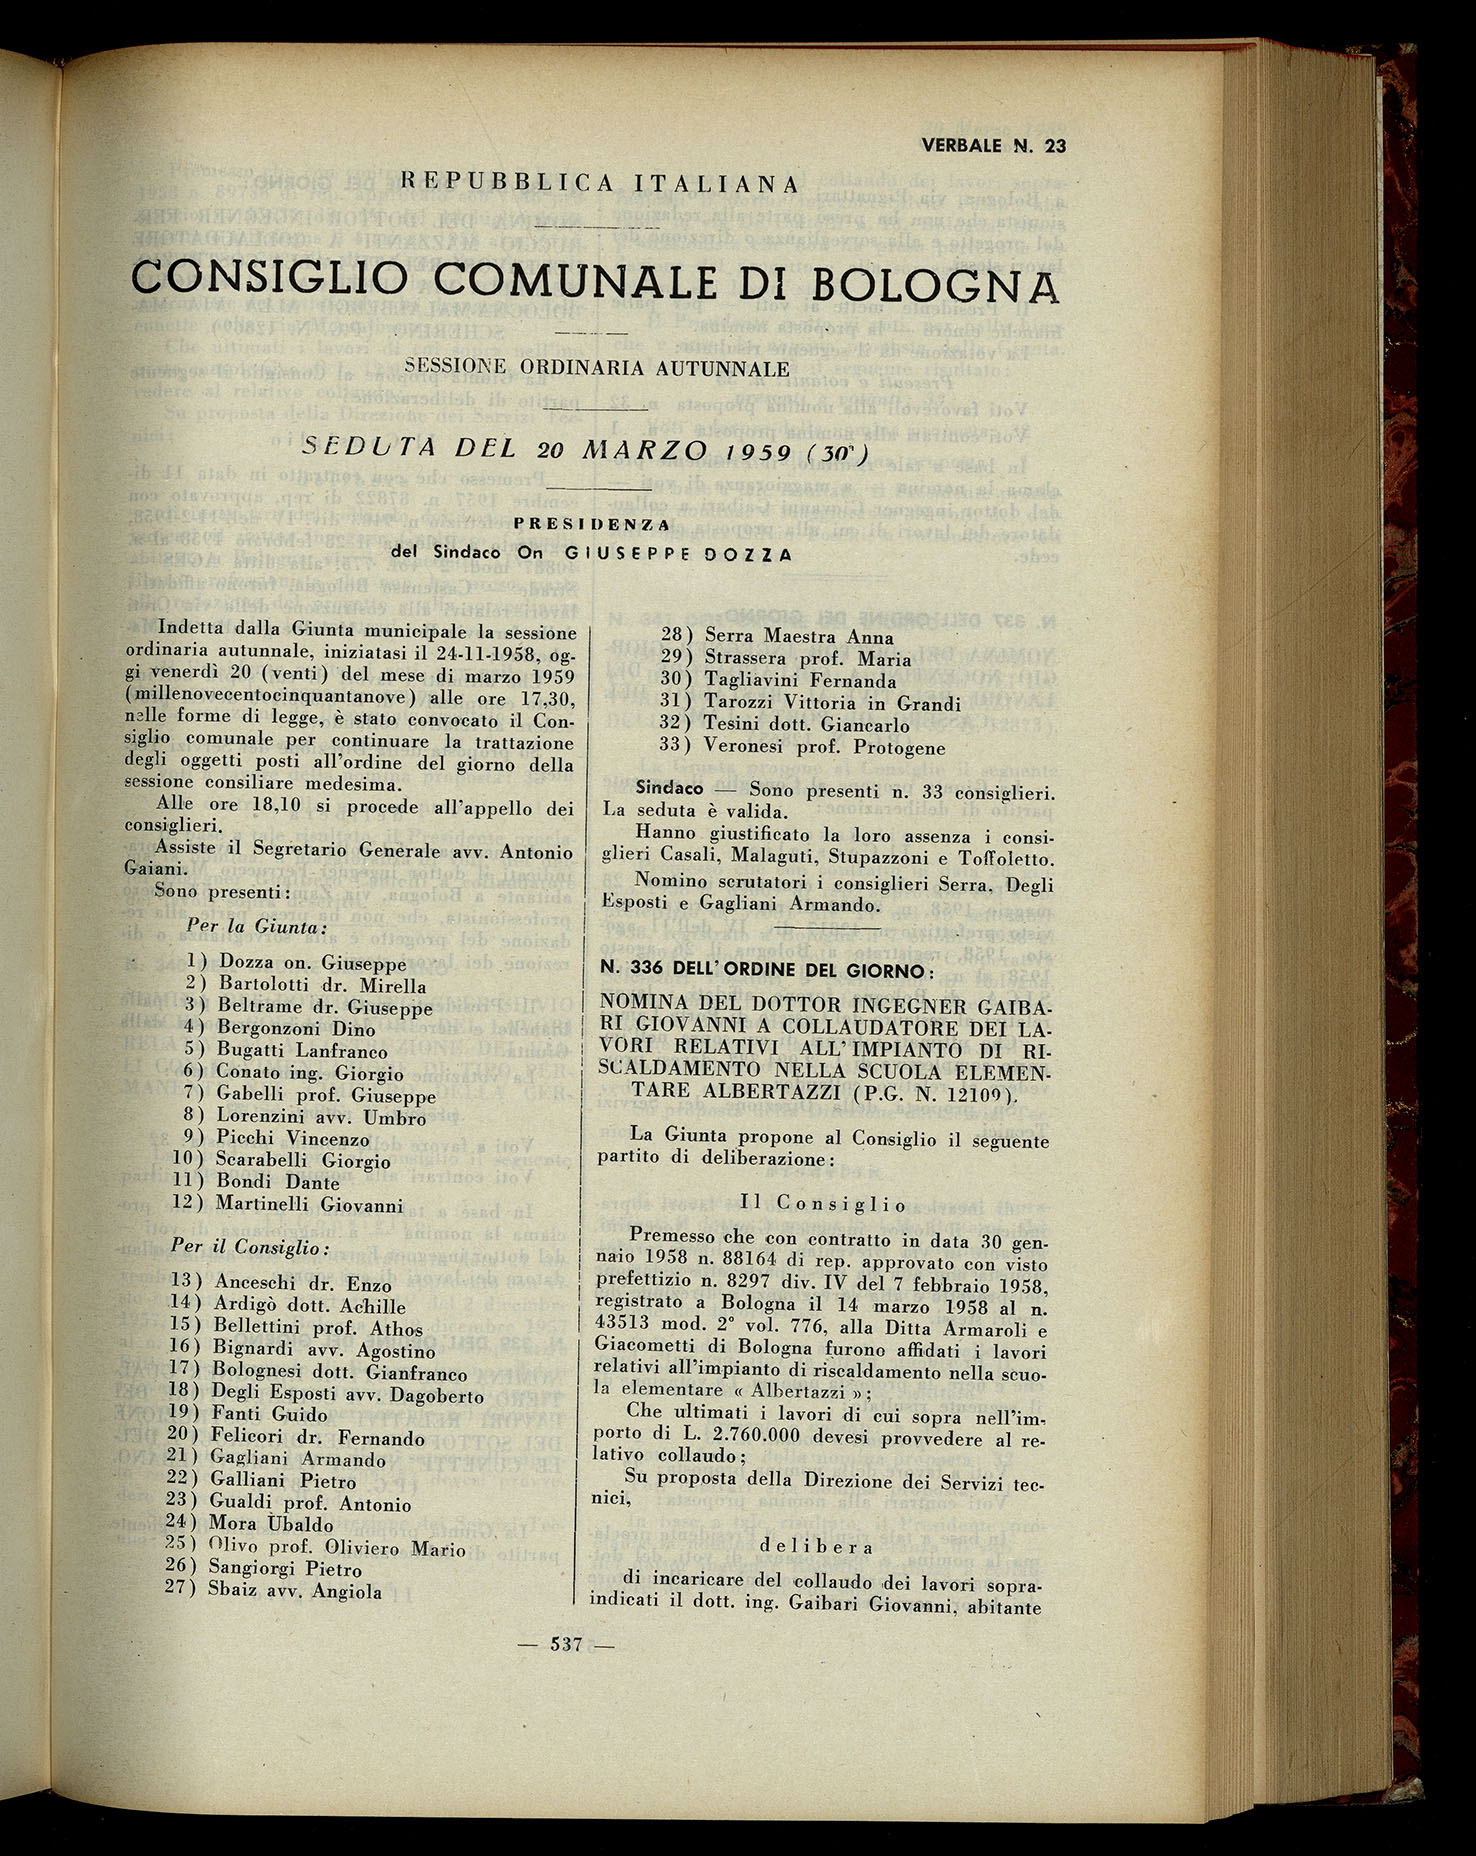 VERBALE N. 23
REPUBBLICA ITALIANA
CONSIGLIO COMUNALE DI BOLOGNA
SESSIONE ORDINARIA AUTUNNALE
SEDUTA DEL 20 MARZO 1959 (30ª)
PRESIDENZA
del Sindaco On GIUSEPPE DOZZA
Indetta dalla Giunta municipale la sessione
ordinaria autunnale, iniziatasi il 24-11-1958, og-
gi venerdì 20 (venti) del mese di marzo 1959
(millenovecentocinquantanove) alle ore 17,30,
nelle forme di legge, è stato convocato il Con-
siglio comunale per continuare la trattazione
degli oggetti posti all'ordine del giorno della
sessione consiliare medesima.
Alle ore 18,10 si procede all'appello dei
consiglieri.
Assiste il Segretario Generale avv. Antonio
Gaiani.
Sono presenti:
Per la Giunta:
1) Dozza on. Giuseppe
2) Bartolotti dr. Mirella
3) Beltrame dr. Giuseppe
4) Bergonzoni Dino
5) Bugatti Lanfranco
6) Conato ing. Giorgio
7) Gabelli prof. Giuseppe
8) Lorenzini avv. Umbro
9) Picchi Vincenzo
10) Scarabelli Giorgio
11) Bondi Dante
12) Martinelli Giovanni
Per il Consiglio:
13) Anceschi dr. Enzo
14) Ardigò dott. Achille
15) Bellettini prof. Athos
16) Bignardi avv. Agostino
17) Bolognesi dott. Gianfranco
18) Degli Esposti avv. Dagoberto
19) Fanti Guido
20) Felicori dr. Fernando
21) Gagliani Armando
22) Galliani Pietro
23) Gualdi prof. Antonio
24) Mora Ubaldo
25) Olivo prof. Oliviero Mario
26) Sangiorgi Pietro
27) Sbaiz avv. Angiola
28) Serra Maestra Anna
29) Strassera prof. Maria
30) Tagliavini Fernanda
31) Tarozzi Vittoria in Grandi
32) Tesini dott. Giancarlo
33) Veronesi prof. Protogene
Sindaco — Sono presenti n. 33 consiglieri.
La seduta è valida.
Hanno giustificato la loro assenza i consi-
glieri Casali, Malaguti, Stupazzoni e Toffoletto.
Nomino scrutatori i consiglieri Serra, Degli
Esposti e Gagliani Armando.
N. 336 DELL'ORDINE DEL GIORNO:
NOMINA DEL DOTTOR INGEGNER GAIBA-
RI GIOVANNI A COLLAUDATORE DEI LA-
VORI RELATIVI ALL'IMPIANTO DI RI-
SCALDAMENTO NELLA SCUOLA ELEMEN-
TARE ALBERTAZZI (P.G. N. 12109).
La Giunta propone al Consiglio il seguente
partito di deliberazione:
Il Consiglio
Premesso che con contratto in data 30 gen-
naio 1958 n. 88164 di rep. approvato con visto
prefettizio n. 8297 div. IV del 7 febbraio 1958,
registrato a Bologna il 14 marzo 1958 al n.
43513 mod. 2° vol. 776, alla Ditta Armaroli e
Giacometti di Bologna furono affidati i lavori
relativi all'impianto di riscaldamento nella scuo-
la elementare « Albertazzi »;
Che ultimati i lavori di cui sopra nell'im-
porto di L. 2.760.000 devesi provvedere al re-
lativo collaudo;
Su proposta della Direzione dei Servizi tec-
nici,
delibera
di incaricare del collaudo dei lavori sopra-
indicati il dott. ing. Gaibari Giovanni, abitante
— 537 —